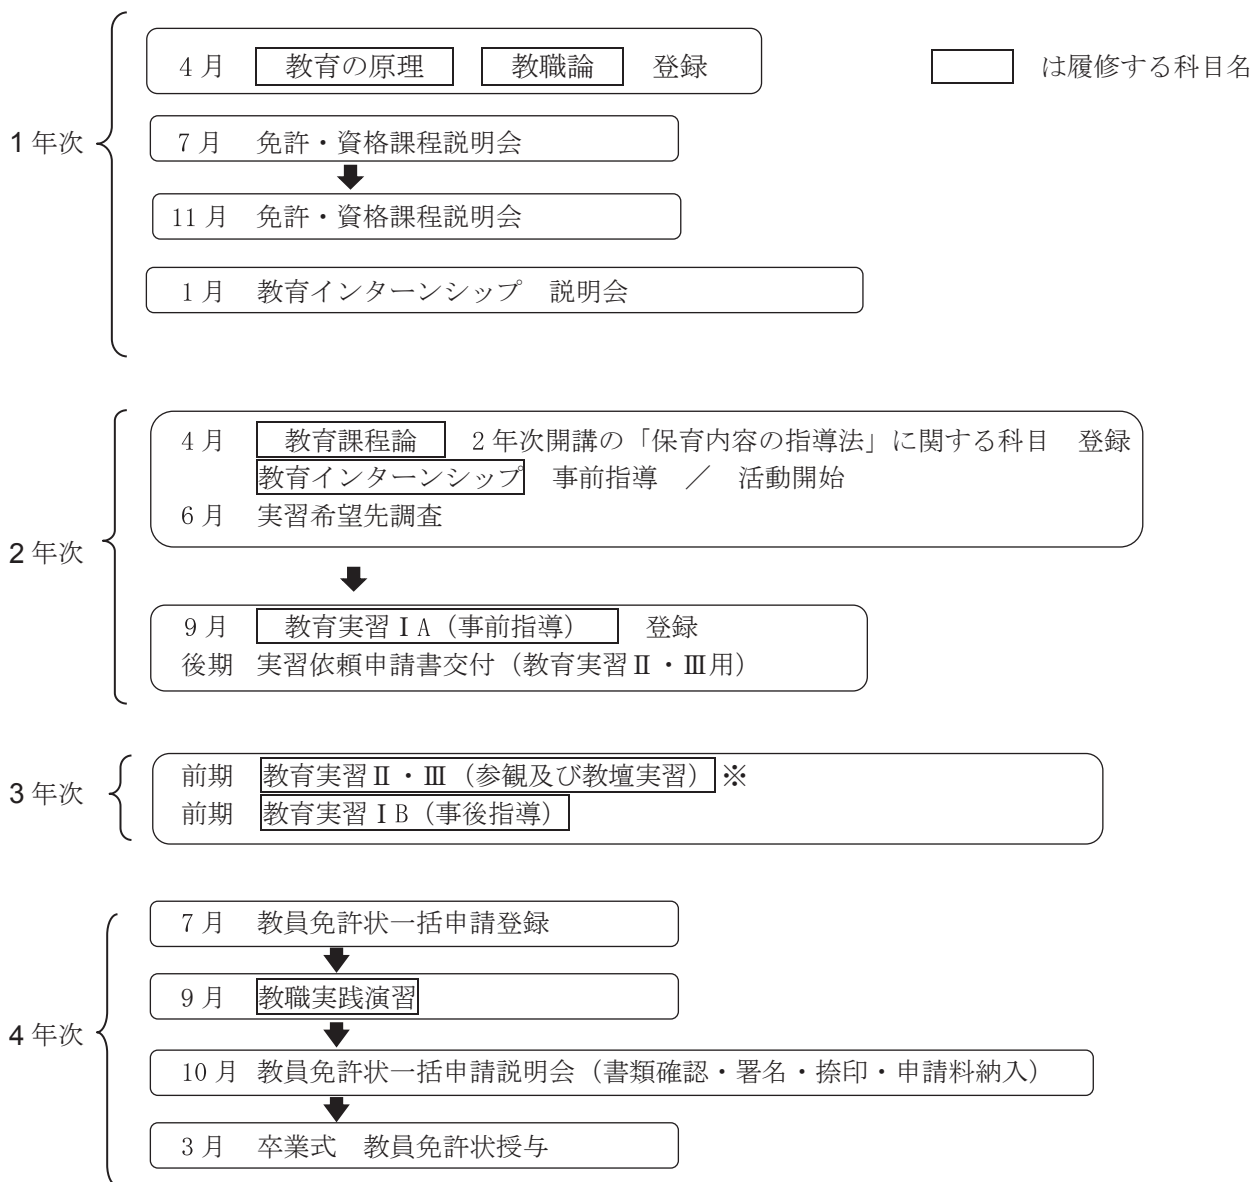 1年次
4月 教育の原理 教職論 登録
は履修する科目名
7月 免許・資格課程説明会
11月 免許・資格課程説明会
1月 教育インターンシップ 説明会
2年次
4月 教育課程論 2年次開講の「保育内容の指導法」に関する科目 登録
教育インターンシップ 事前指導 / 活動開始
6月 実習希望先調査
9月 教育実習ⅠA(事前指導) 登録
後期 実習依頼申請書交付(教育実習Ⅱ・Ⅲ用)
3年次
前期 教育実習Ⅱ・Ⅲ(参観及び教壇実習)※
前期 教育実習ⅠB(事後指導)
4年次
7月 教員免許状一括申請登録
9月 教職実践演習
10月 教員免許状一括申請説明会(書類確認・署名・捺印・申請料納入)
3月 卒業式 教員免許状授与